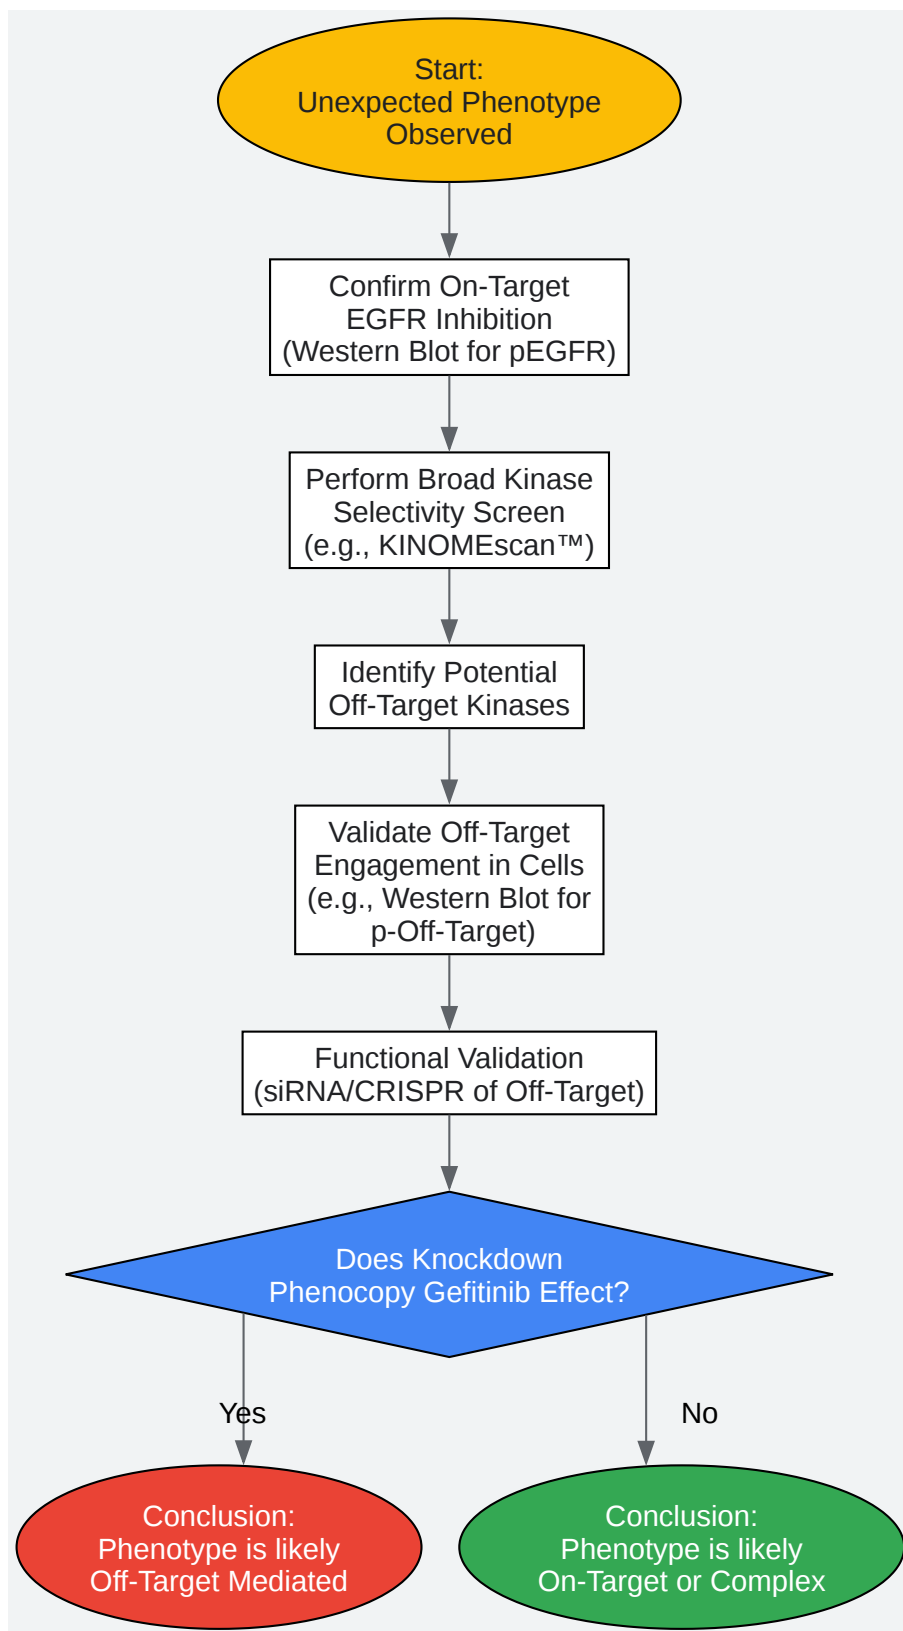 Start:
Unexpected Phenotype
Observed
Confirm On-Target
EGFR Inhibition
(Western Blot for pEGFR)
Perform Broad Kinase
Selectivity Screen
(e.g., KINOMEscan™)
Identify Potential
Off-Target Kinases
Validate Off-Target
Engagement in Cells
(e.g., Western Blot for
p-Off-Target)
Functional Validation
(siRNA/CRISPR of Off-Target)
Does Knockdown
Phenocopy Gefitinib Effect?
Yes
No
Conclusion:
Phenotype is likely
Off-Target Mediated
Conclusion:
Phenotype is likely
On-Target or Complex